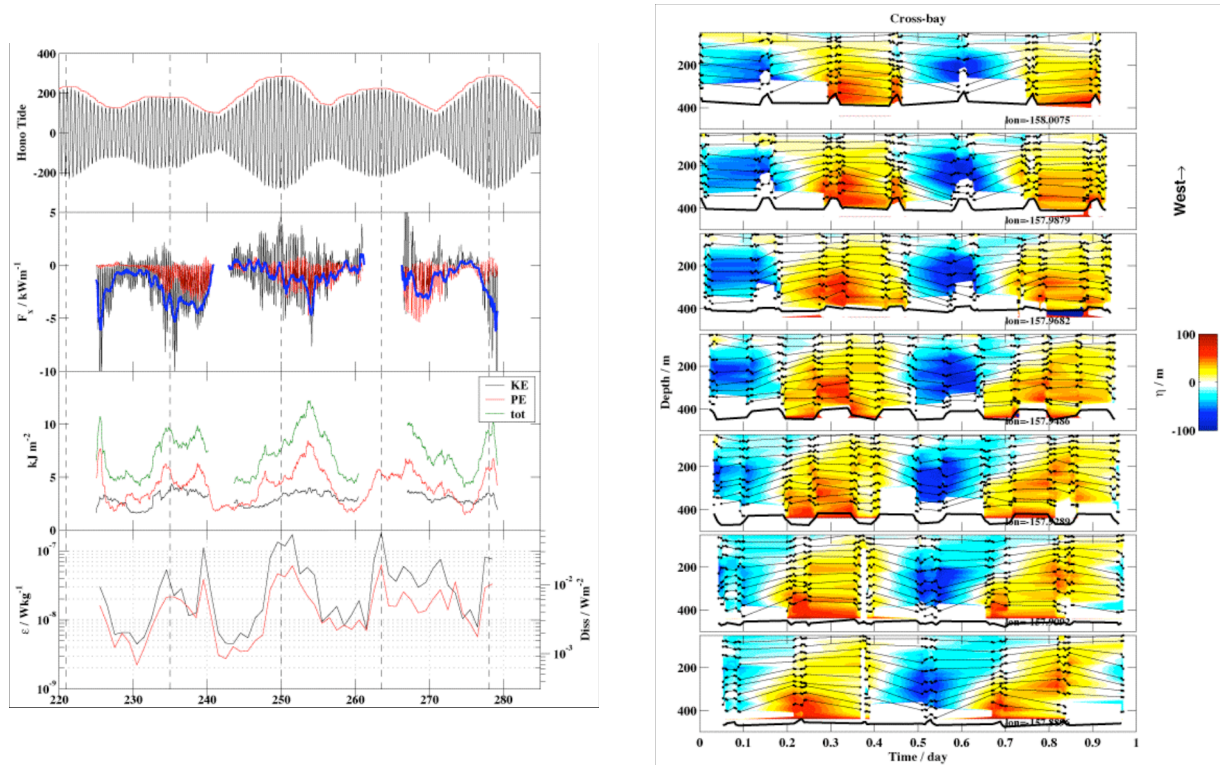 400
200
0
-200
Hono Tide
5
0
-5
-10
F_x / kWm^-1
KE
PE
tot
10
5
0
kJ m^-2
10^-7
10^-8
10^-9
ε / Wkg^-1
10^-2
10^-3
Diss / Wm^-2
220 230 240 250 260 270 280
Cross-bay
200
400
lon=-158.0075
200
400
lon=-157.9879
200
400
lon=-157.9682
200
400
lon=-157.9486
200
400
lon=-157.9289
200
400
lon=-157.9092
200
400
Depth / m
0 0.1 0.2 0.3 0.4 0.5 0.6 0.7 0.8 0.9 1
Time / day
West→
100
0
-100
η / m